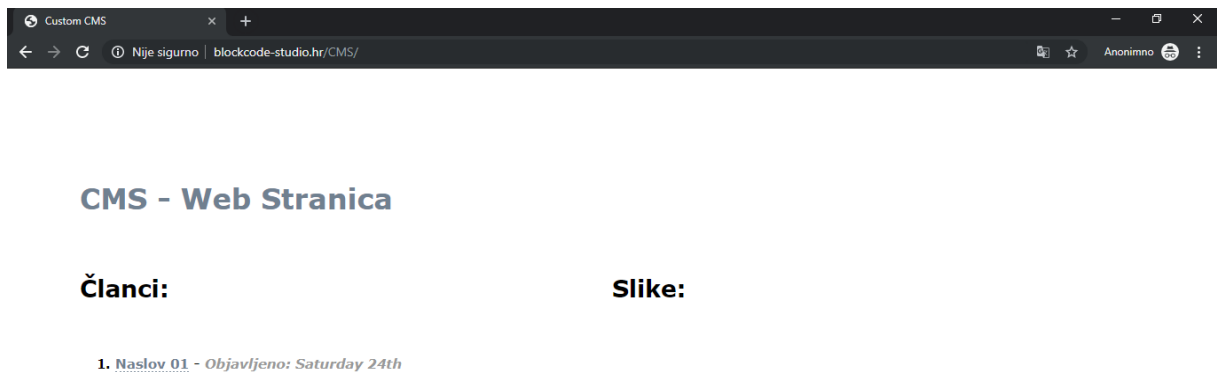 Custom CMS
Nije sigurno | blockcode-studio.hr/CMS/ Anonimno
CMS - Web Stranica
Članci:
Slike:
1. Naslov 01 - Objavljeno: Saturday 24th